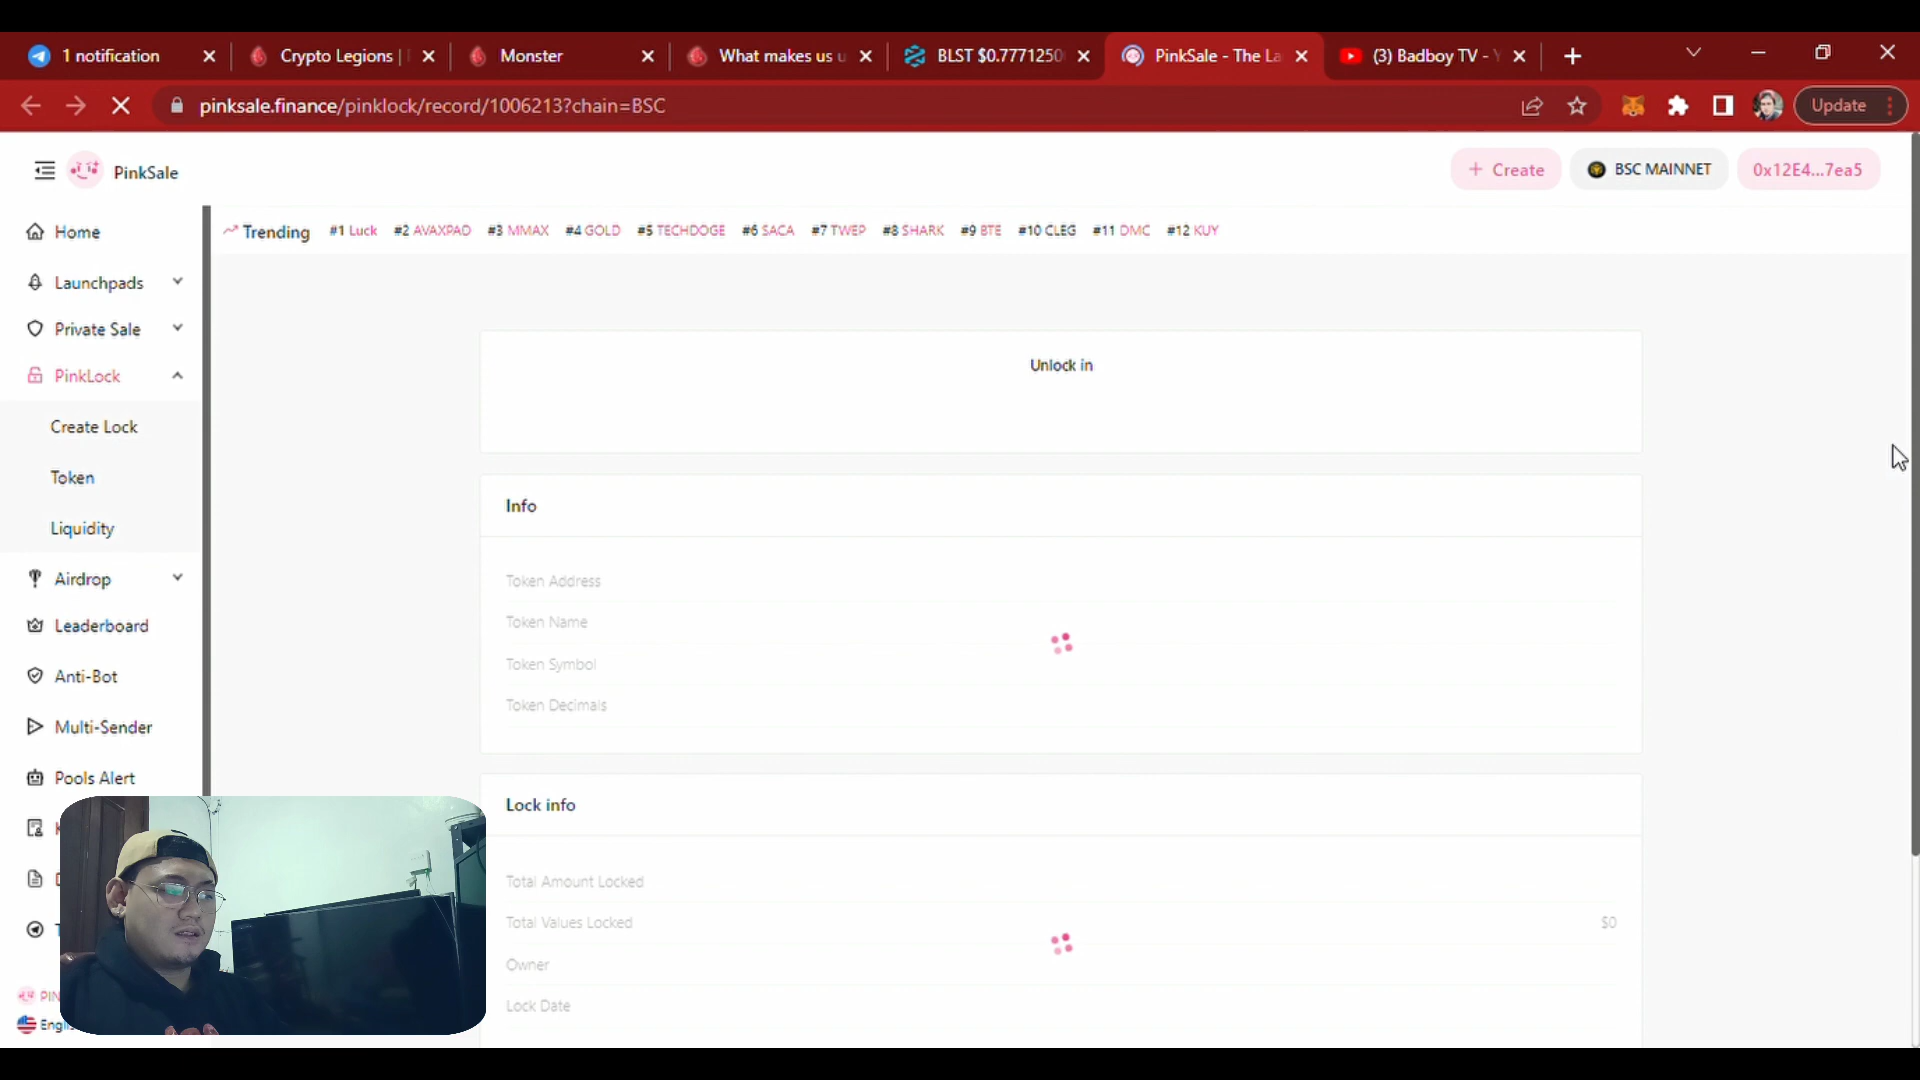 1 notification
Crypto Legions |
Monster
What makes us u
BLST $0.7771250
PinkSale - The La
(3) Badboy TV - Y
pinksale.finance/pinklock/record/1006213?chain=BSC
Update
PinkSale
Create
BSC MAINNET
0x12E4...7ea5
Home
Launchpads
Private Sale
PinkLock
Create Lock
Token
Liquidity
Airdrop
Leaderboard
Anti-Bot
Multi-Sender
Pools Alert
Trending
#1 Luck
#2 AVAXPAD
#3 MMAX
#4 GOLD
#5 TECHDOGE
#6 SACA
#7 TWEP
#8 SHARK
#9 BTE
#10 CLEG
#11 DMC
#12 KUY
Unlock in
Info
Token Address
Token Name
Token Symbol
Token Decimals
Lock info
Total Amount Locked
Total Values Locked
$0
Owner
Lock Date